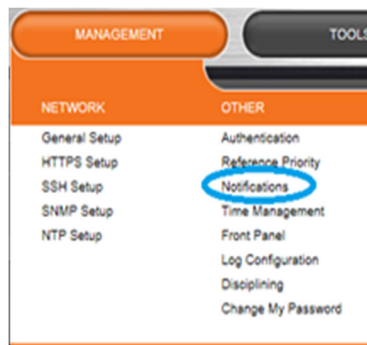 MANAGEMENT
TOOLS
NETWORK
General Setup
HTTPS Setup
SSH Setup
SNMP Setup
NTP Setup
OTHER
Authentication
Reference Priority
Notifications
Time Management
Front Panel
Log Configuration
Disciplining
Change My Password